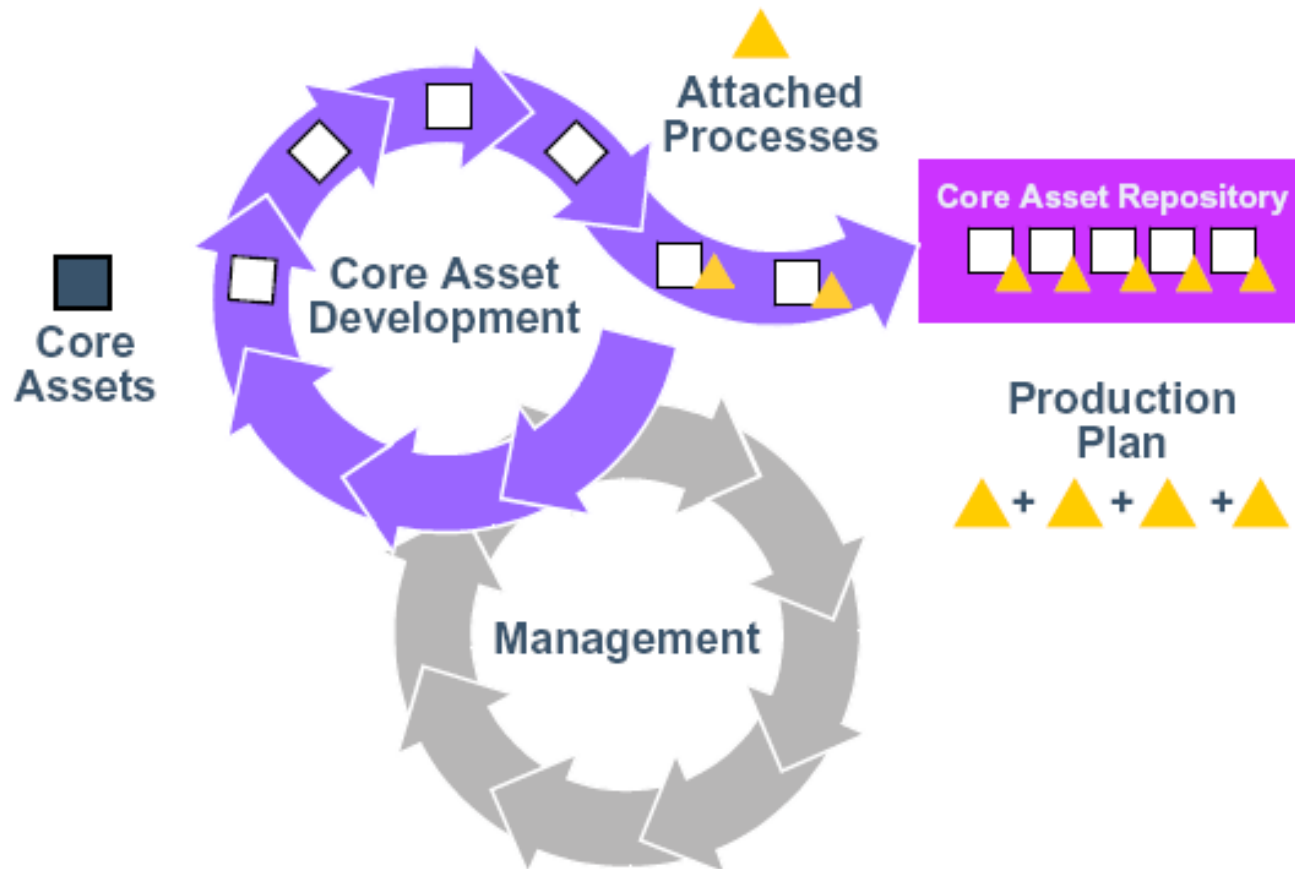 Attached
Processes
Core Asset Repository
Core Asset
Development
Core
Assets
Production
Plan
+ + +
Management